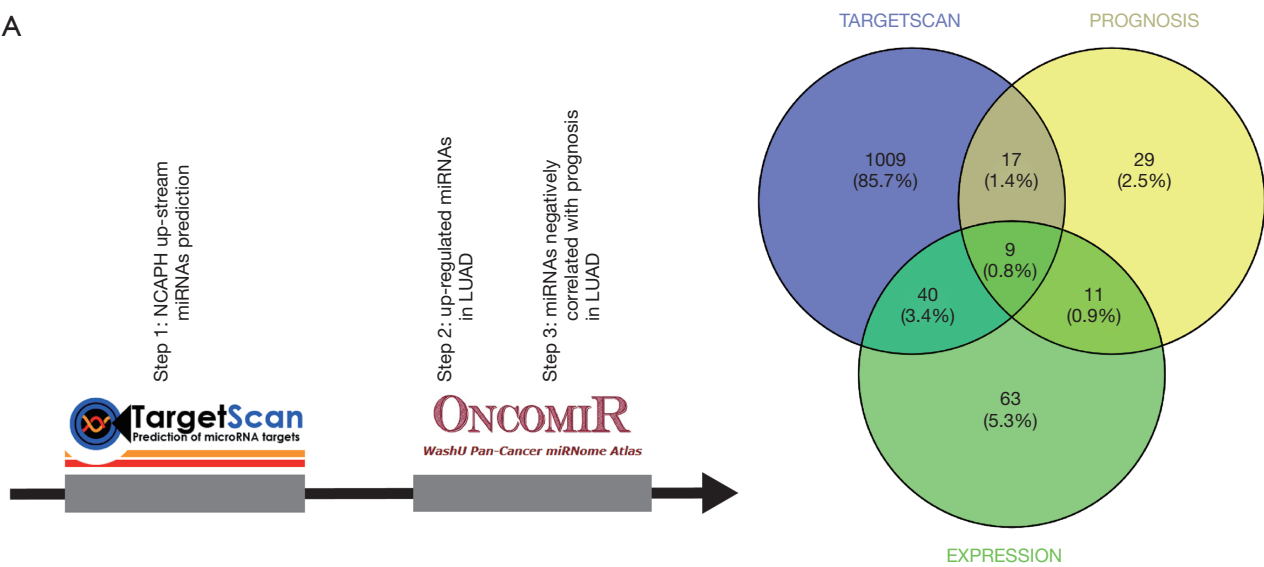 A
Step 1: NCAPH up-stream
miRNAs prediction
Step 2: up-regulated miRNAs
in LUAD
Step 3: miRNAs negatively
correlated with prognosis
in LUAD
TargetScan
Prediction of microRNA targets
ONCOMIR
WashU Pan-Cancer miRNome Atlas
TARGETSCAN
PROGNOSIS
1009
(85.7%)
17
(1.4%)
29
(2.5%)
9
(0.8%)
40
(3.4%)
11
(0.9%)
63
(5.3%)
EXPRESSION